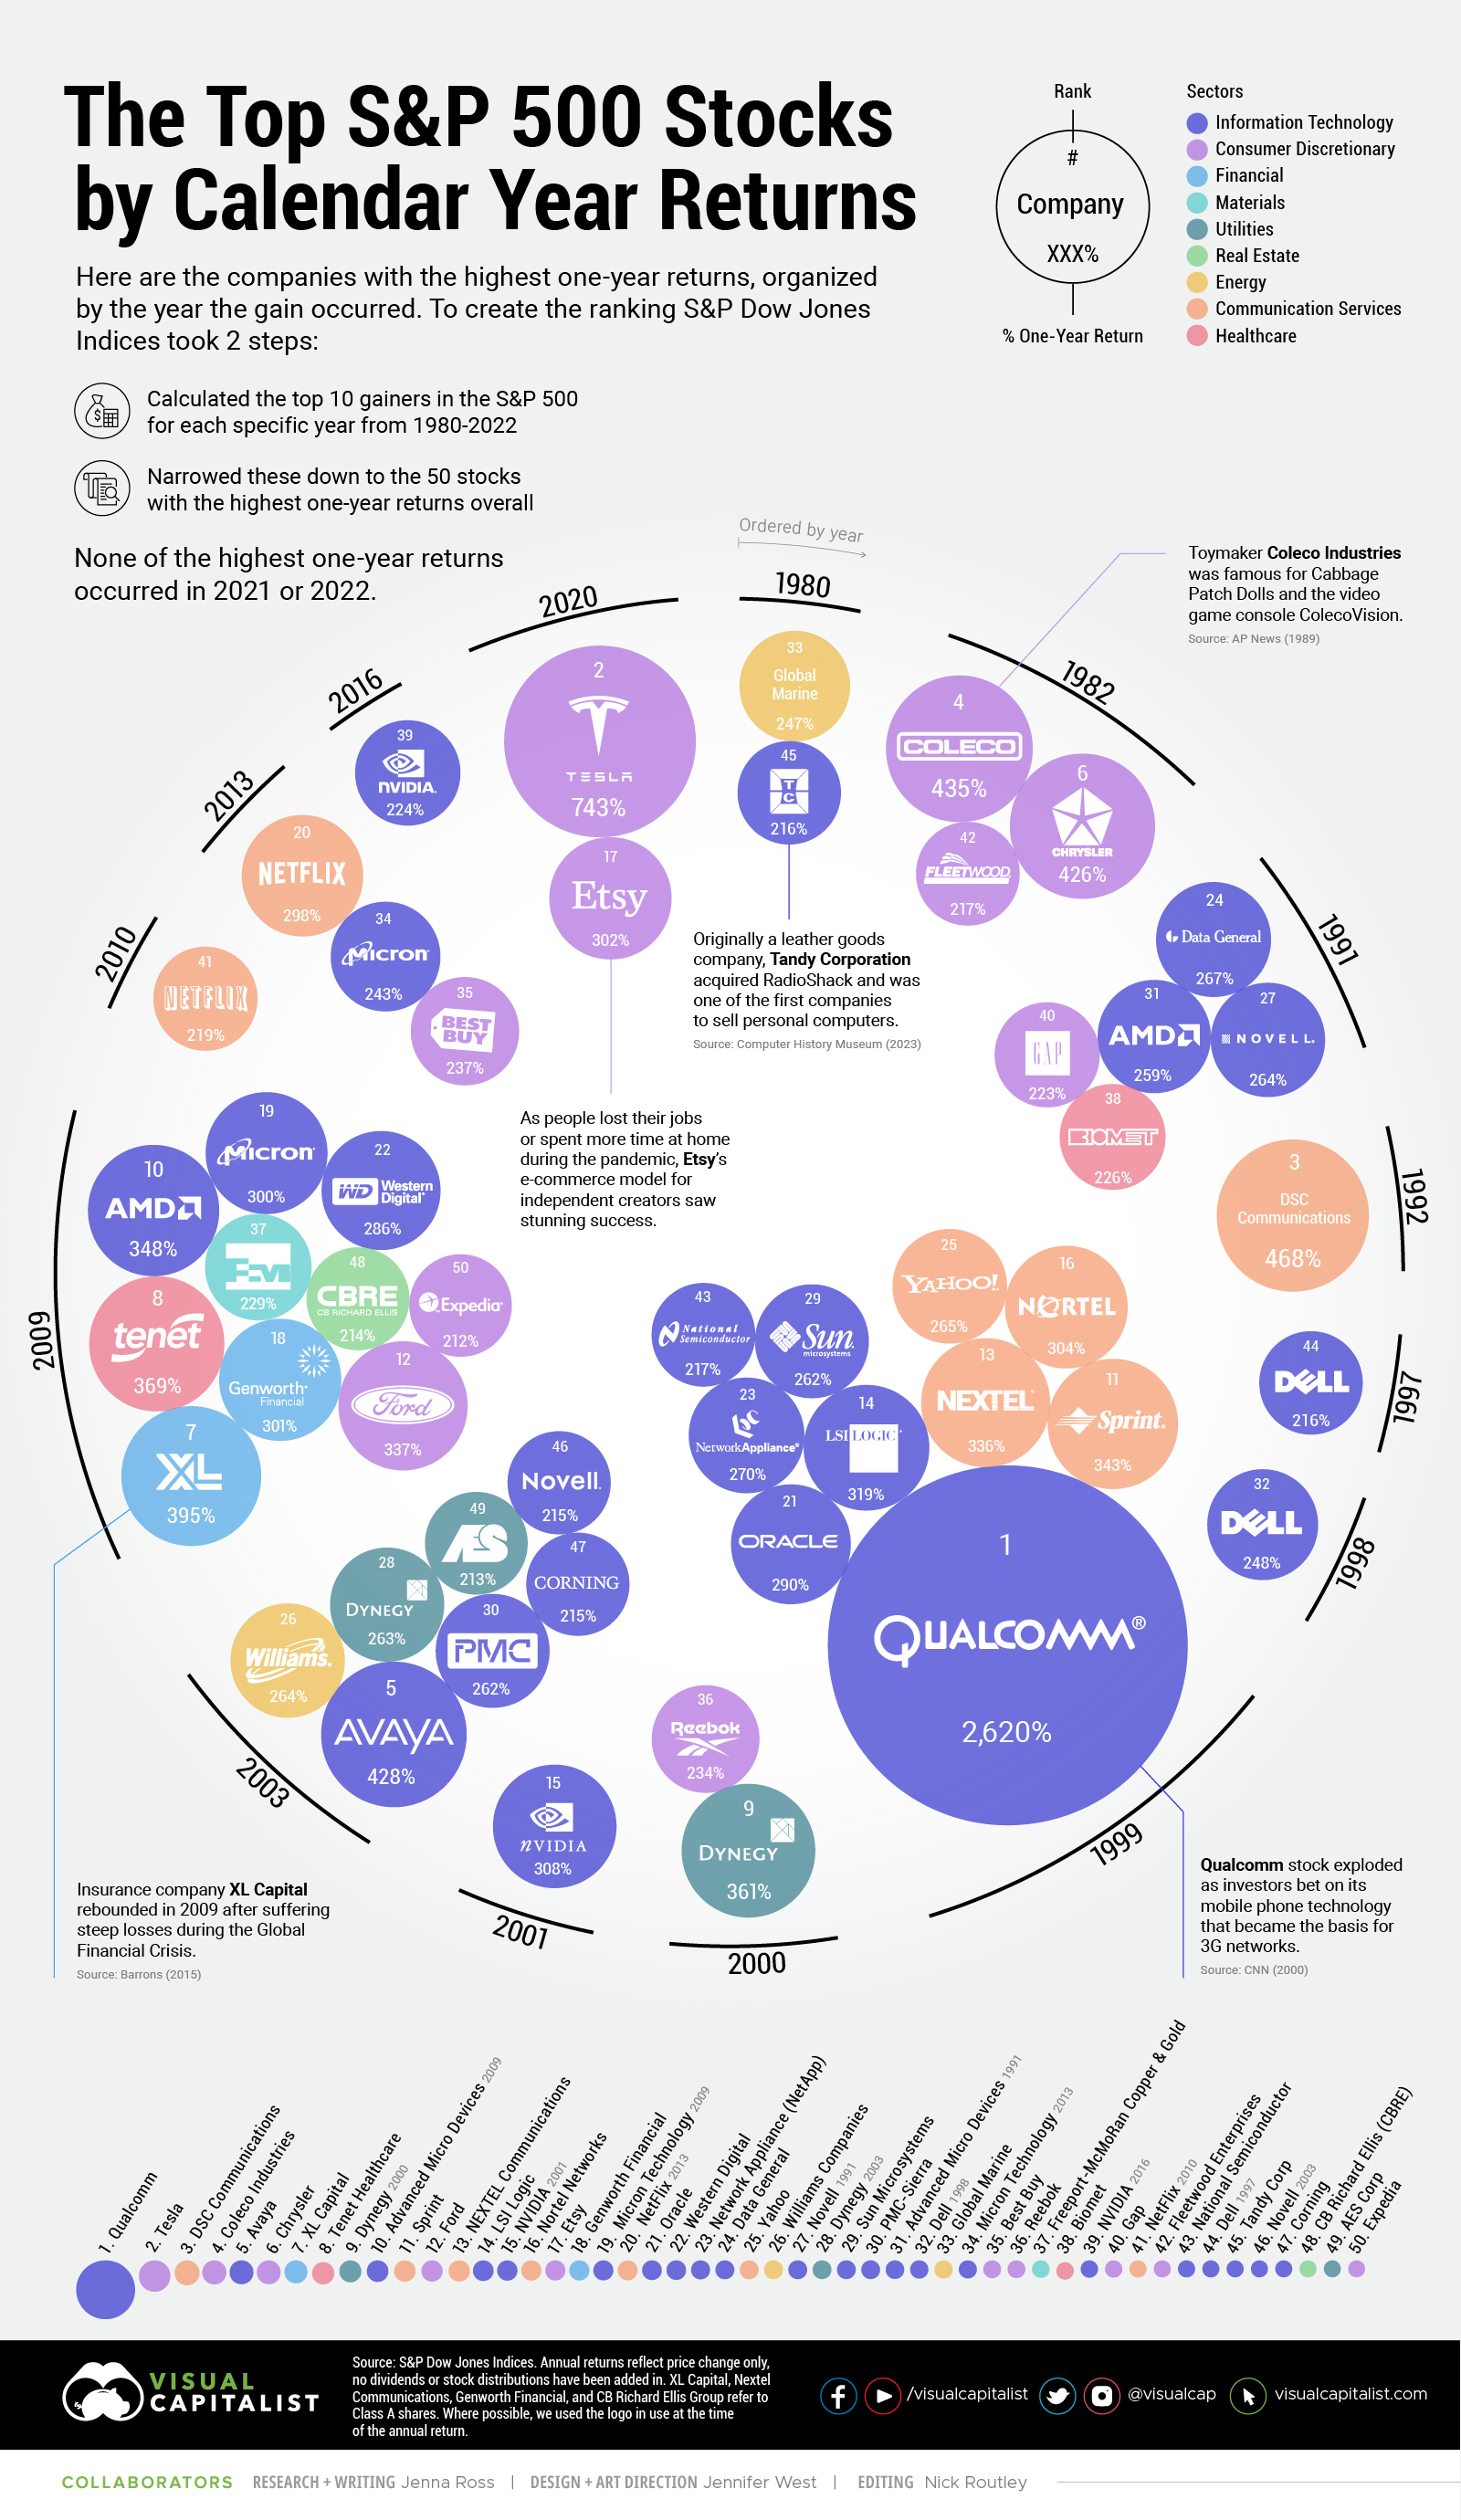 The Top S&P 500 Stocks
by Calendar Year Returns
Here are the companies with the highest one-year returns, organized
by the year the gain occurred. To create the ranking S&P Dow Jones
Indices took 2 steps:
Calculated the top 10 gainers in the S&P 500
for each specific year from 1980-2022
Narrowed these down to the 50 stocks
with the highest one-year returns overall
None of the highest one-year returns
occurred in 2021 or 2022.
Rank
#
Company
XXX%
% One-Year Return
Sectors
Information Technology
Consumer Discretionary
Financial
Materials
Utilities
Real Estate
Energy
Communication Services
Healthcare
Ordered by year
1980
33
Global
Marine
247%
45
TC
216%
Originally a leather goods
company, Tandy Corporation
acquired RadioShack and was
one of the first companies
to sell personal computers.
Source: Computer History Museum (2023)
1982
4
COLECO
435%
6
CHRYSLER
426%
42
FLEETWOOD
217%
Toymaker Coleco Industries
was famous for Cabbage
Patch Dolls and the video
game console ColecoVision.
Source: AP News (1989)
1991
24
Data General
267%
31
AMD
259%
27
NOVELL.
264%
40
GAP
223%
38
BIOMET
226%
1992
3
DSC
Communications
468%
1997
44
DELL
216%
1998
32
DELL
248%
1999
25
YAHOO!
265%
16
NORTEL
304%
13
NEXTEL
336%
11
Sprint.
343%
43
National
Semiconductor
217%
29
Sun
microsystems
262%
23
NetworkAppliance®
270%
14
LSI LOGIC
319%
21
ORACLE
290%
1
QUALCOMM®
2,620%
Qualcomm stock exploded
as investors bet on its
mobile phone technology
that became the basis for
3G networks.
Source: CNN (2000)
2000
36
Reebok
234%
9
DYNEGY
361%
2001
15
nVIDIA
308%
2003
46
Novell.
215%
49
AES
213%
47
CORNING
215%
28
DYNEGY
263%
30
PMC
262%
26
Williams.
264%
5
AVAYA
428%
2009
19
Micron
300%
22
WD Western
Digital®
286%
10
AMD
348%
37
FM
229%
48
CBRE
CB RICHARD ELLIS
214%
50
Expedia
212%
8
tenet
369%
18
Genworth
Financial
301%
12
Ford
337%
7
XL
395%
Insurance company XL Capital
rebounded in 2009 after suffering
steep losses during the Global
Financial Crisis.
Source: Barrons (2015)
2010
41
NETFLIX
219%
2013
20
NETFLIX
298%
34
Micron
243%
35
BEST
BUY
237%
2016
39
nVIDIA.
224%
2020
2
TESLA
743%
17
Etsy
302%
As people lost their jobs
or spent more time at home
during the pandemic, Etsy's
e-commerce model for
independent creators saw
stunning success.
1. Qualcomm
2. Tesla
3. DSC Communications
4. Coleco Industries
5. Avaya
6. Chrysler
7. XL Capital
8. Tenet Healthcare
9. Dynegy 2000
10. Advanced Micro Devices 2009
11. Sprint
12. Ford
13. NEXTEL Communications
14. LSI Logic
15. NVIDIA 2001
16. Nortel Networks
17. Etsy
18. Genworth Financial
19. Micron Technology 2009
20. NetFlix 2013
21. Oracle
22. Western Digital
23. Network Appliance (NetApp)
24. Data General
25. Yahoo
26. Williams Companies
27. Novell 1991
28. Dynegy 2003
29. Sun Microsystems
30. PMC-Sierra
31. Advanced Micro Devices 1991
32. Dell 1998
33. Global Marine
34. Micron Technology 2013
35. Best Buy
36. Reebok
37. Freeport-McMoRan Copper & Gold
38. Biomet
39. NVIDIA 2016
40. Gap
41. NetFlix 2010
42. Fleetwood Enterprises
43. National Semiconductor
44. Dell 1997
45. Tandy Corp
46. Novell 2003
47. Corning
48. CB Richard Ellis (CBRE)
49. AES Corp
50. Expedia
VISUAL
CAPITALIST
Source: S&P Dow Jones Indices. Annual returns reflect price change only,
no dividends or stock distributions have been added in. XL Capital, Nextel
Communications, Genworth Financial, and CB Richard Ellis Group refer to
Class A shares. Where possible, we used the logo in use at the time
of the annual return.
/visualcapitalist
@visualcap
visualcapitalist.com
COLLABORATORS RESEARCH + WRITING Jenna Ross | DESIGN + ART DIRECTION Jennifer West | EDITING Nick Routley